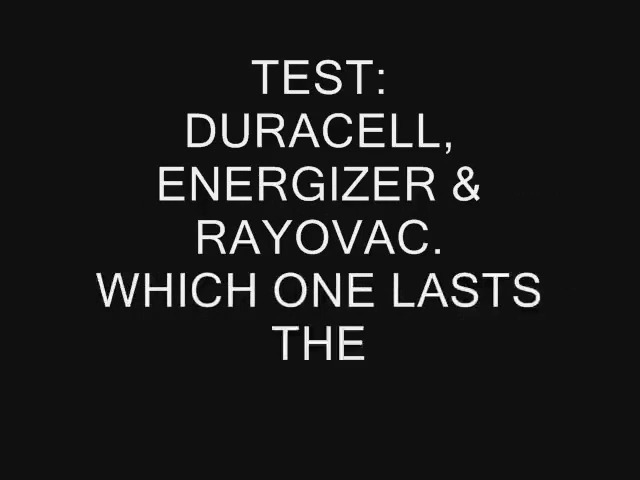 TEST:
DURACELL,
ENERGIZER &
RAYOVAC.
WHICH ONE LASTS
THE